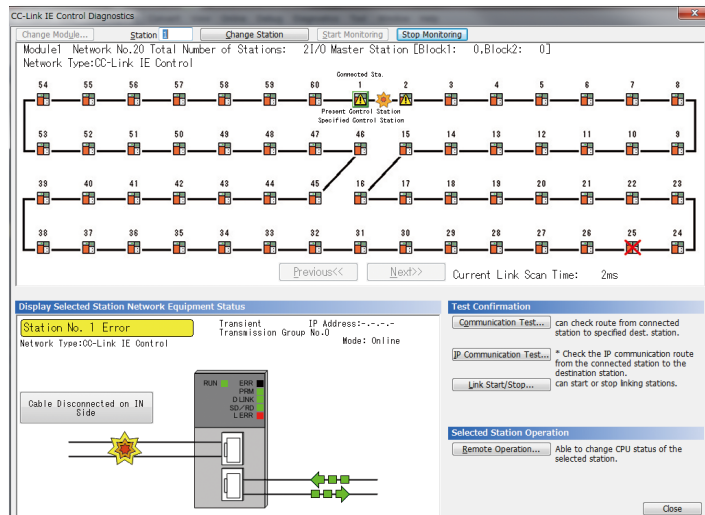 CC-Link IE Control Diagnostics
Change Module... Station 1 Change Station Start Monitoring Stop Monitoring
Module1 Network No.20 Total Number of Stations: 2I/O Master Station [Block1: 0,Block2: 0]
Network Type:CC-Link IE Control
Connected Sta.
54 55 56 57 58 59 60 1 2 3 4 5 6 7 8
Present Control Station
Specified Control Station
53 52 51 50 49 48 47 46 15 14 13 12 11 10 9
39 40 41 42 43 44 45 16 17 18 19 20 21 22 23
38 37 36 35 34 33 32 31 30 29 28 27 26 25 24
Previous<< Next>> Current Link Scan Time: 2ms
Display Selected Station Network Equipment Status
Station No. 1 Error
Transient
Transmission Group No.0
IP Address:-.-.-.-
Network Type:CC-Link IE Control
Mode: Online
RUN ERR
PRM
D LINK
SD/RD
L ERR
Cable Disconnected on IN
Side
Test Confirmation
Communication Test... can check route from connected
station to specified dest. station.
IP Communication Test... * Check the IP communication route
from the connected station to the
destination station.
Link Start/Stop... can start or stop linking stations.
Selected Station Operation
Remote Operation... Able to change CPU status of the
selected station.
Close